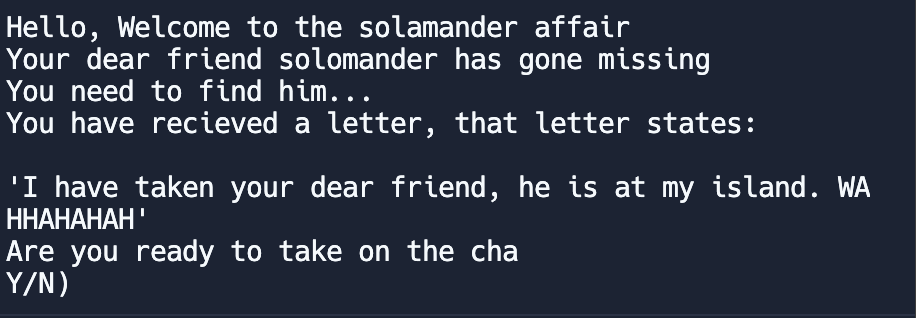 Hello, Welcome to the solamander affair
Your dear friend solomander has gone missing
You need to find him...
You have recieved a letter, that letter states:
'I have taken your dear friend, he is at my island. WA
HHAHAHAH'
Are you ready to take on the cha
Y/N)